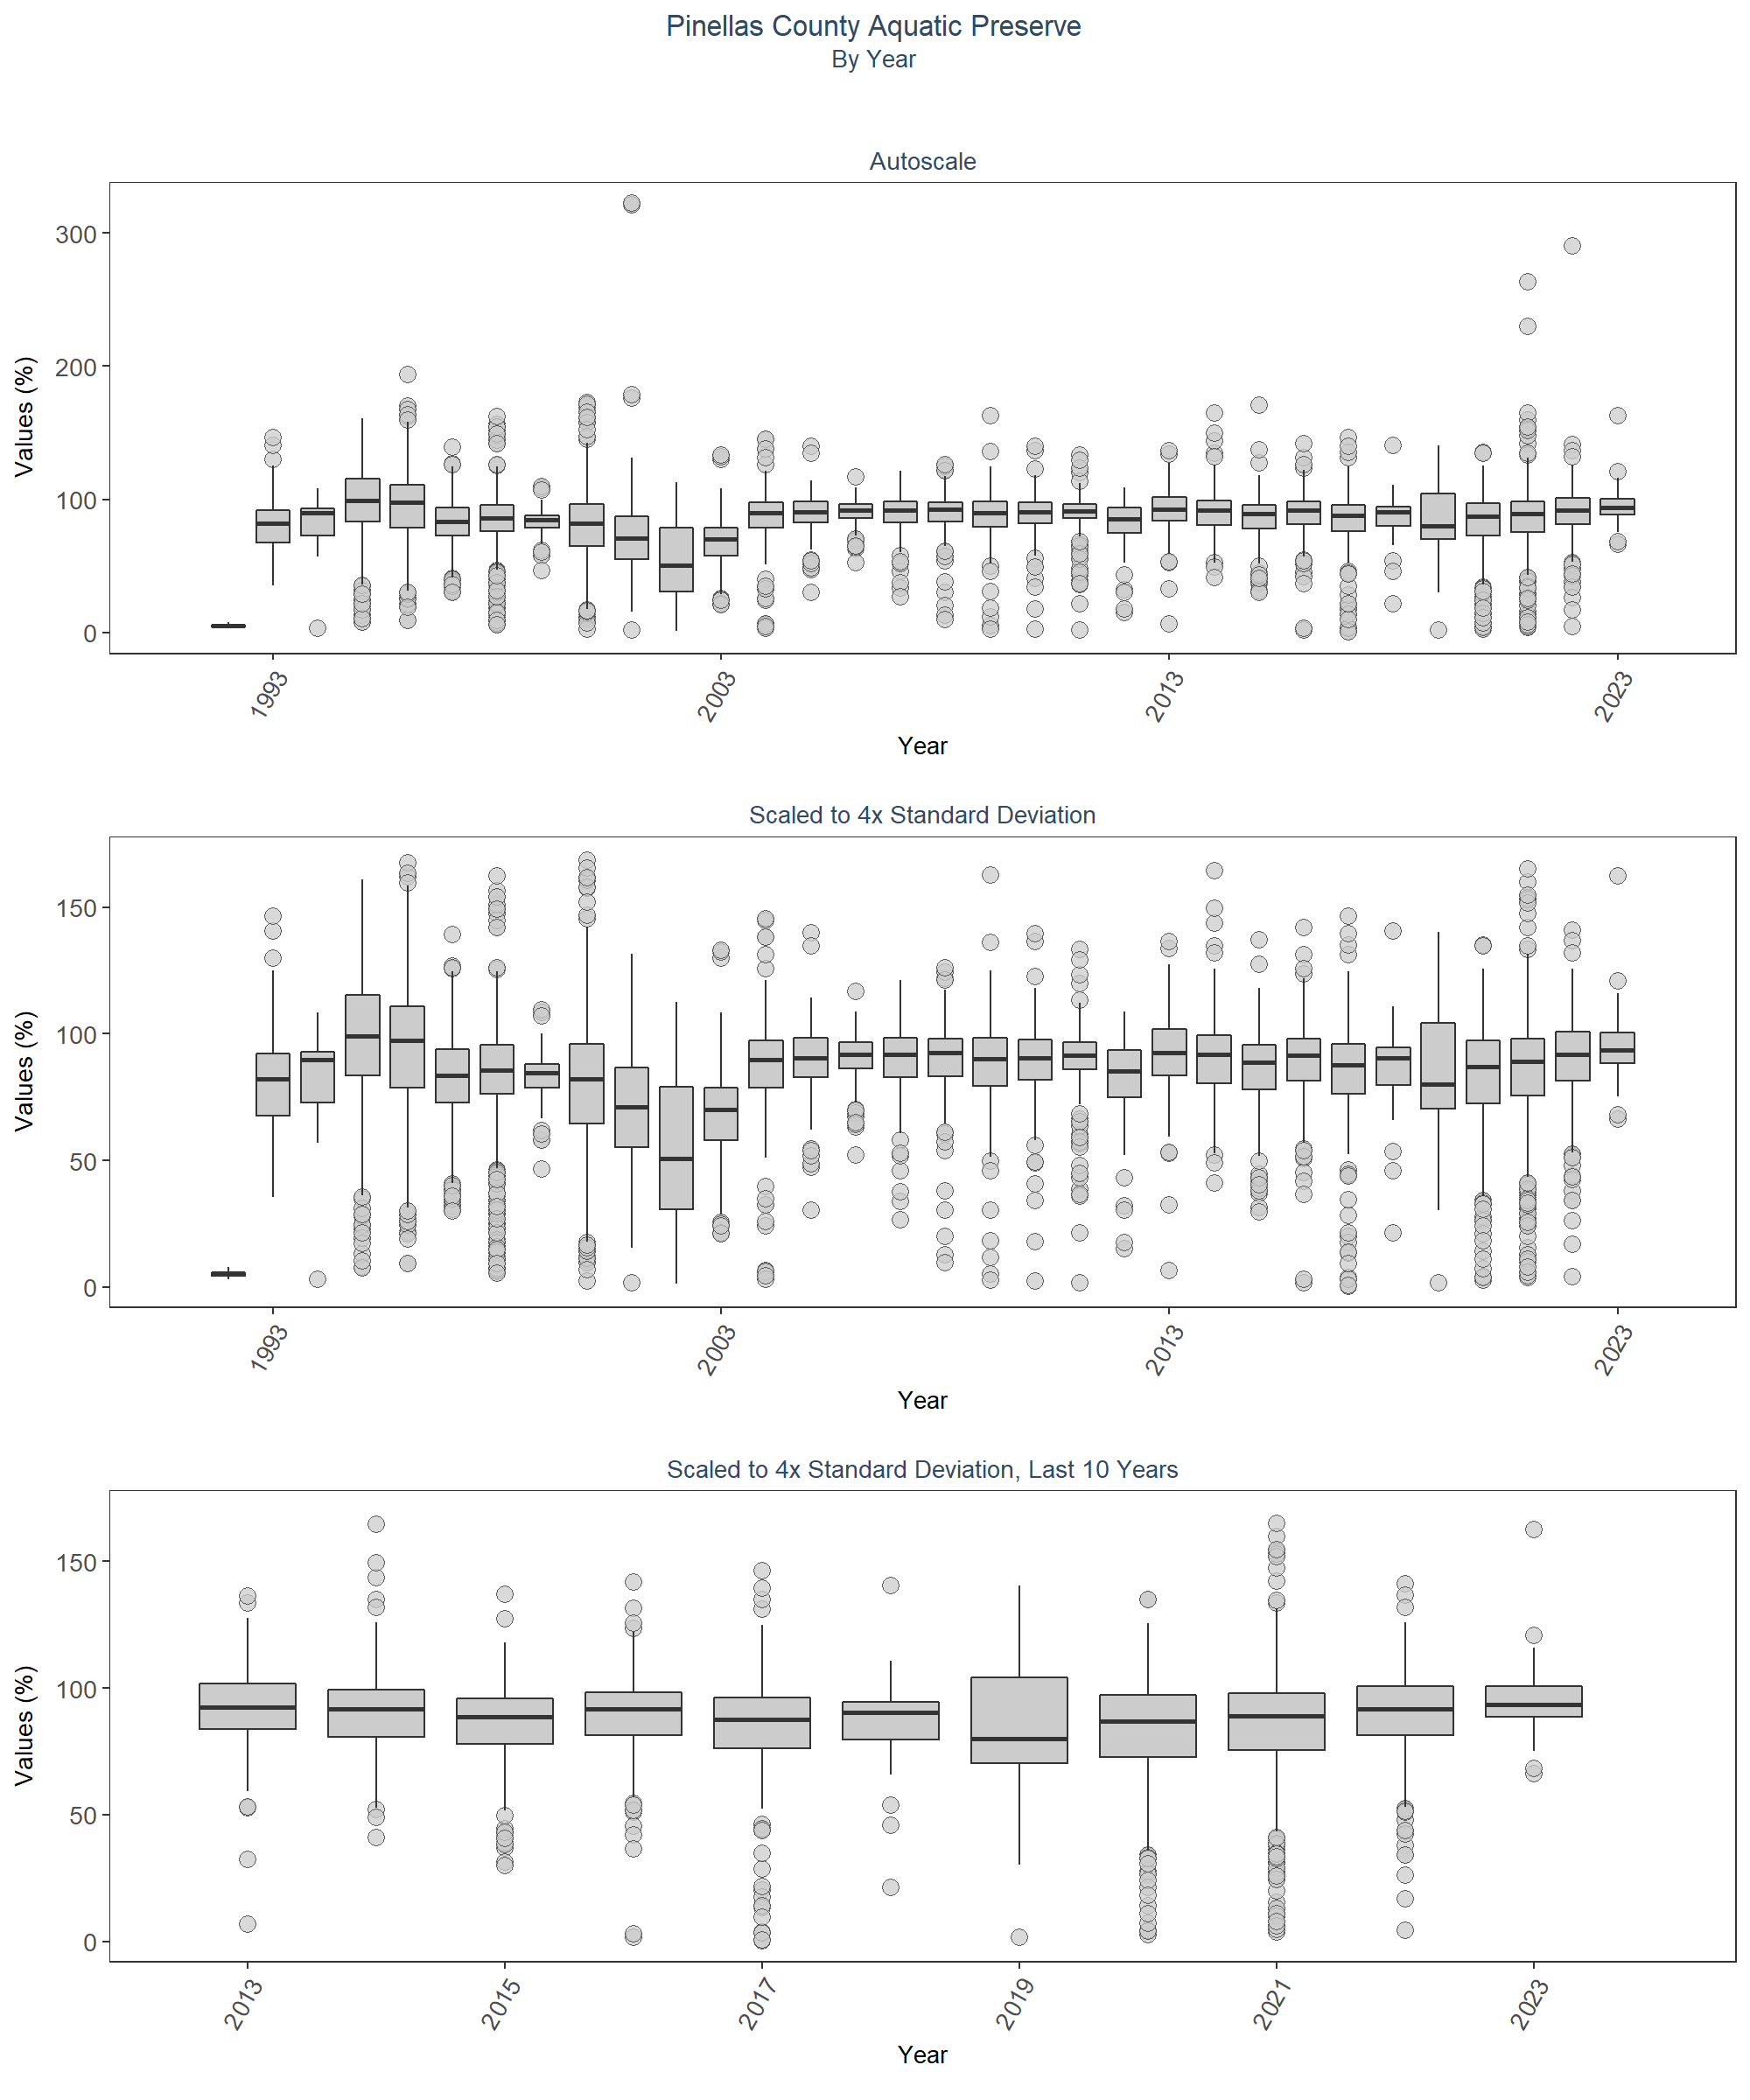 Pinellas County Aquatic Preserve
By Year
Autoscale
Values (%)
300
200
100
0
1993
2003
2013
2023
Year
Scaled to 4x Standard Deviation
Values (%)
150
100
50
0
1993
2003
2013
2023
Year
Scaled to 4x Standard Deviation, Last 10 Years
Values (%)
150
100
50
0
2013
2015
2017
2019
2021
2023
Year